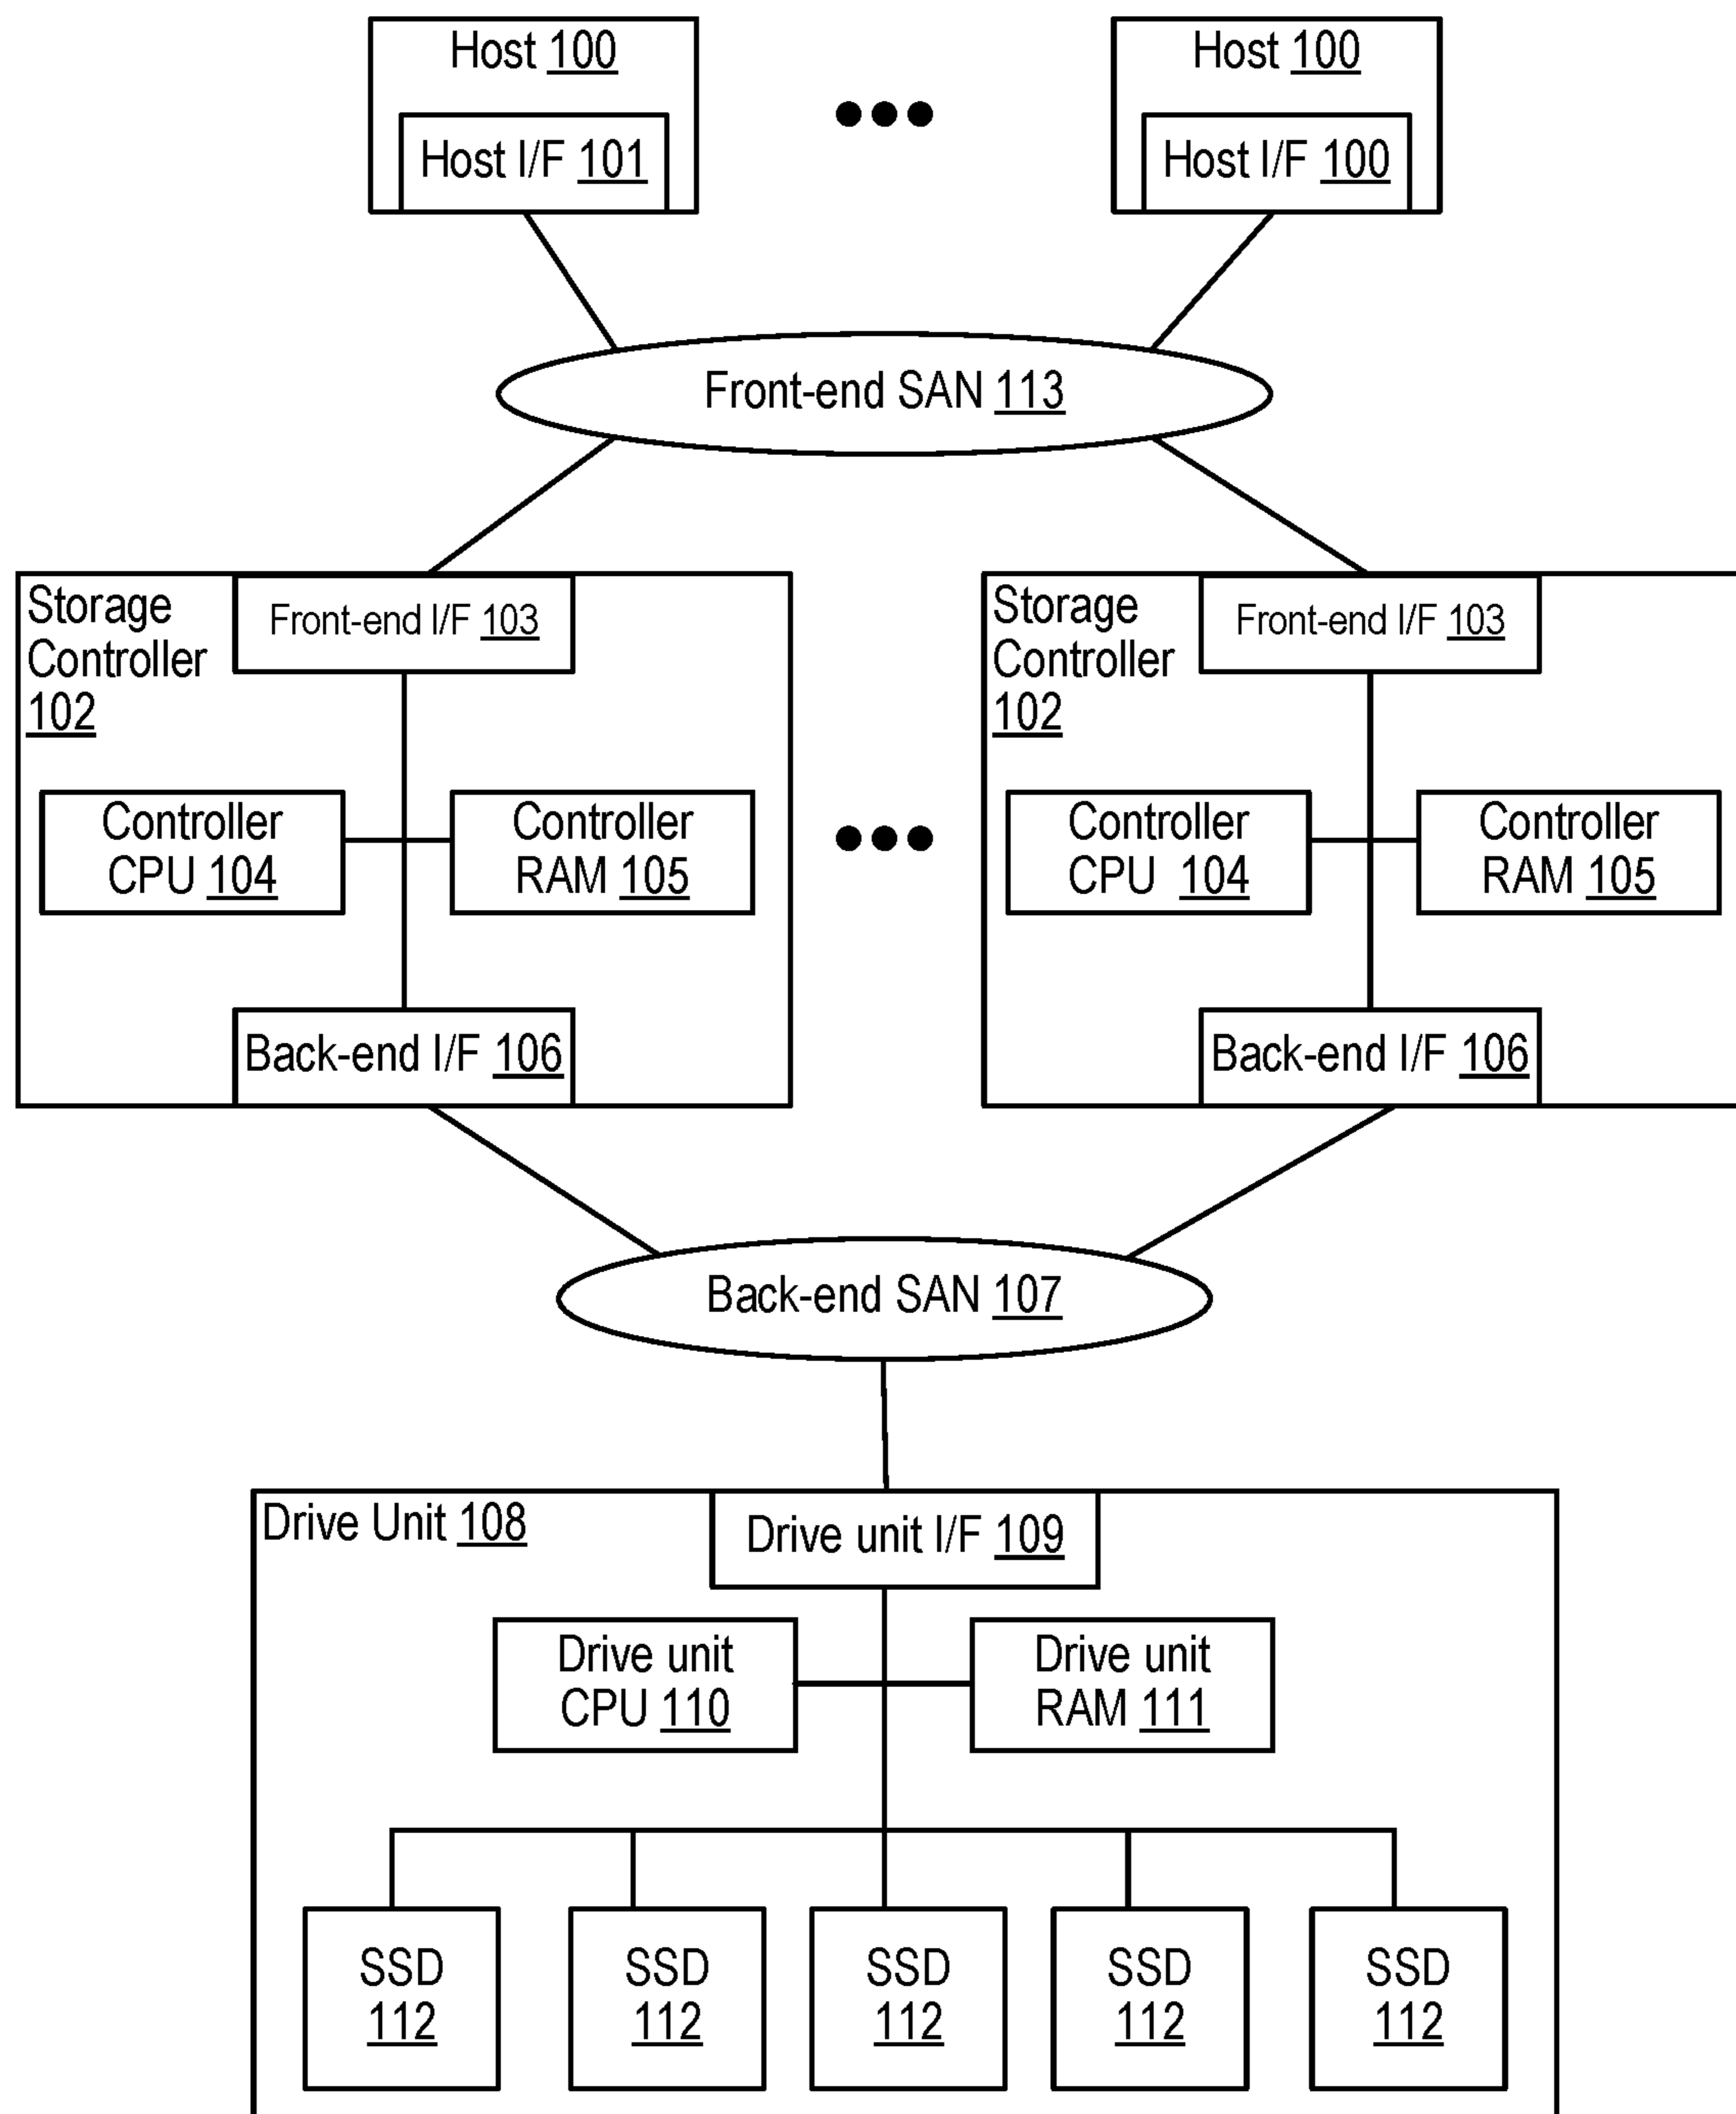 Host 100
Host I/F 101
Host 100
Host I/F 100
Front-end SAN 113
Storage
Controller
102
Front-end I/F 103
Controller
CPU 104
Controller
RAM 105
Back-end I/F 106
Storage
Controller
102
Front-end I/F 103
Controller
CPU 104
Controller
RAM 105
Back-end I/F 106
Back-end SAN 107
Drive Unit 108
Drive unit I/F 109
Drive unit
CPU 110
Drive unit
RAM 111
SSD
112
SSD
112
SSD
112
SSD
112
SSD
112